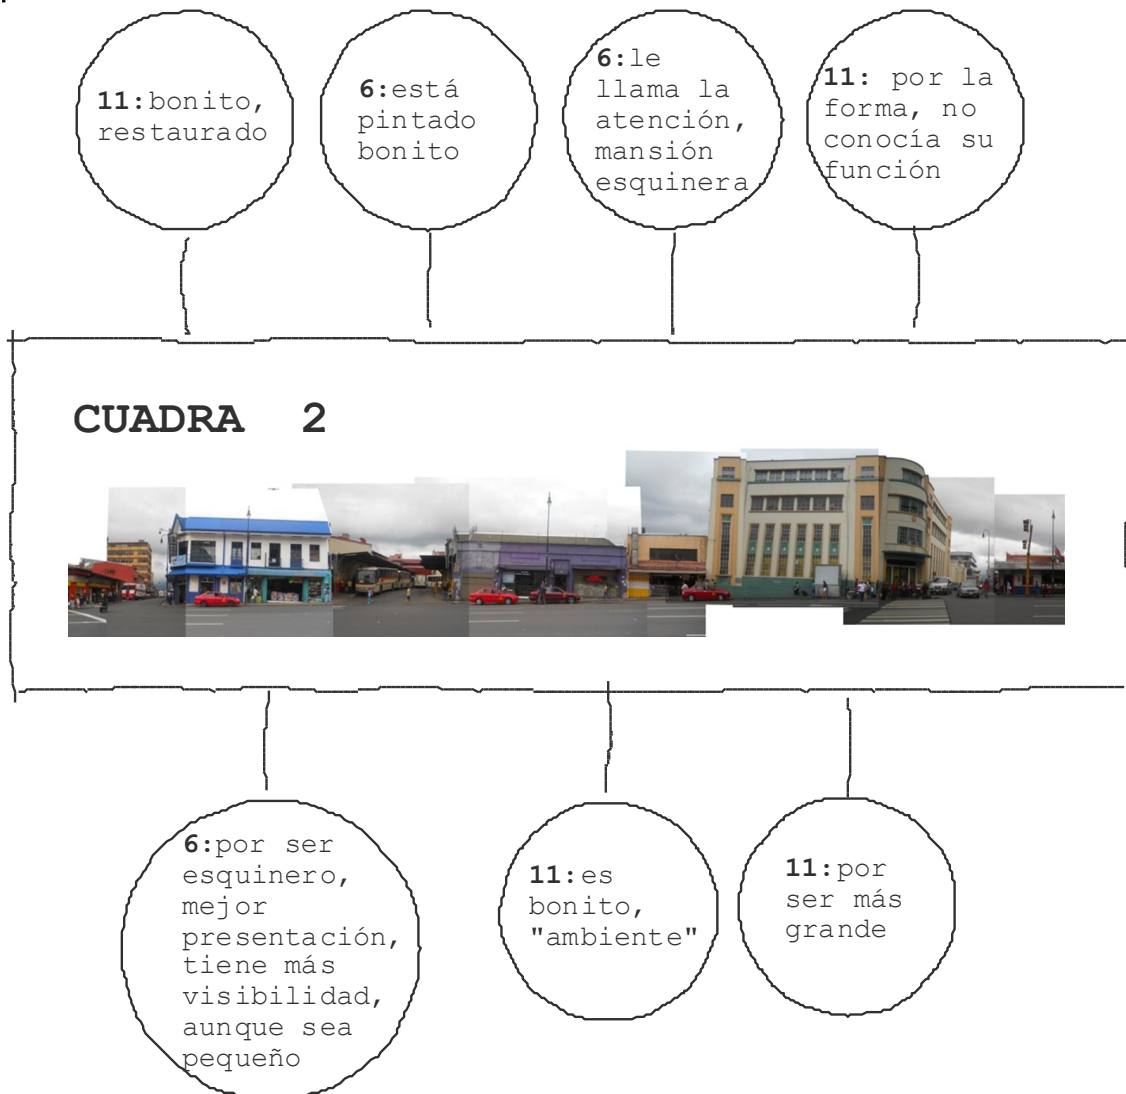 11:bonito,
restaurado
6:está
pintado
bonito
6:le
llama la
atención,
mansión
esquinera
11: por la
forma, no
conocía su
función
CUADRA 2
6:por ser
esquinero,
mejor
presentación,
tiene más
visibilidad,
aunque sea
pequeño
11:es
bonito,
"ambiente"
11:por
ser más
grande